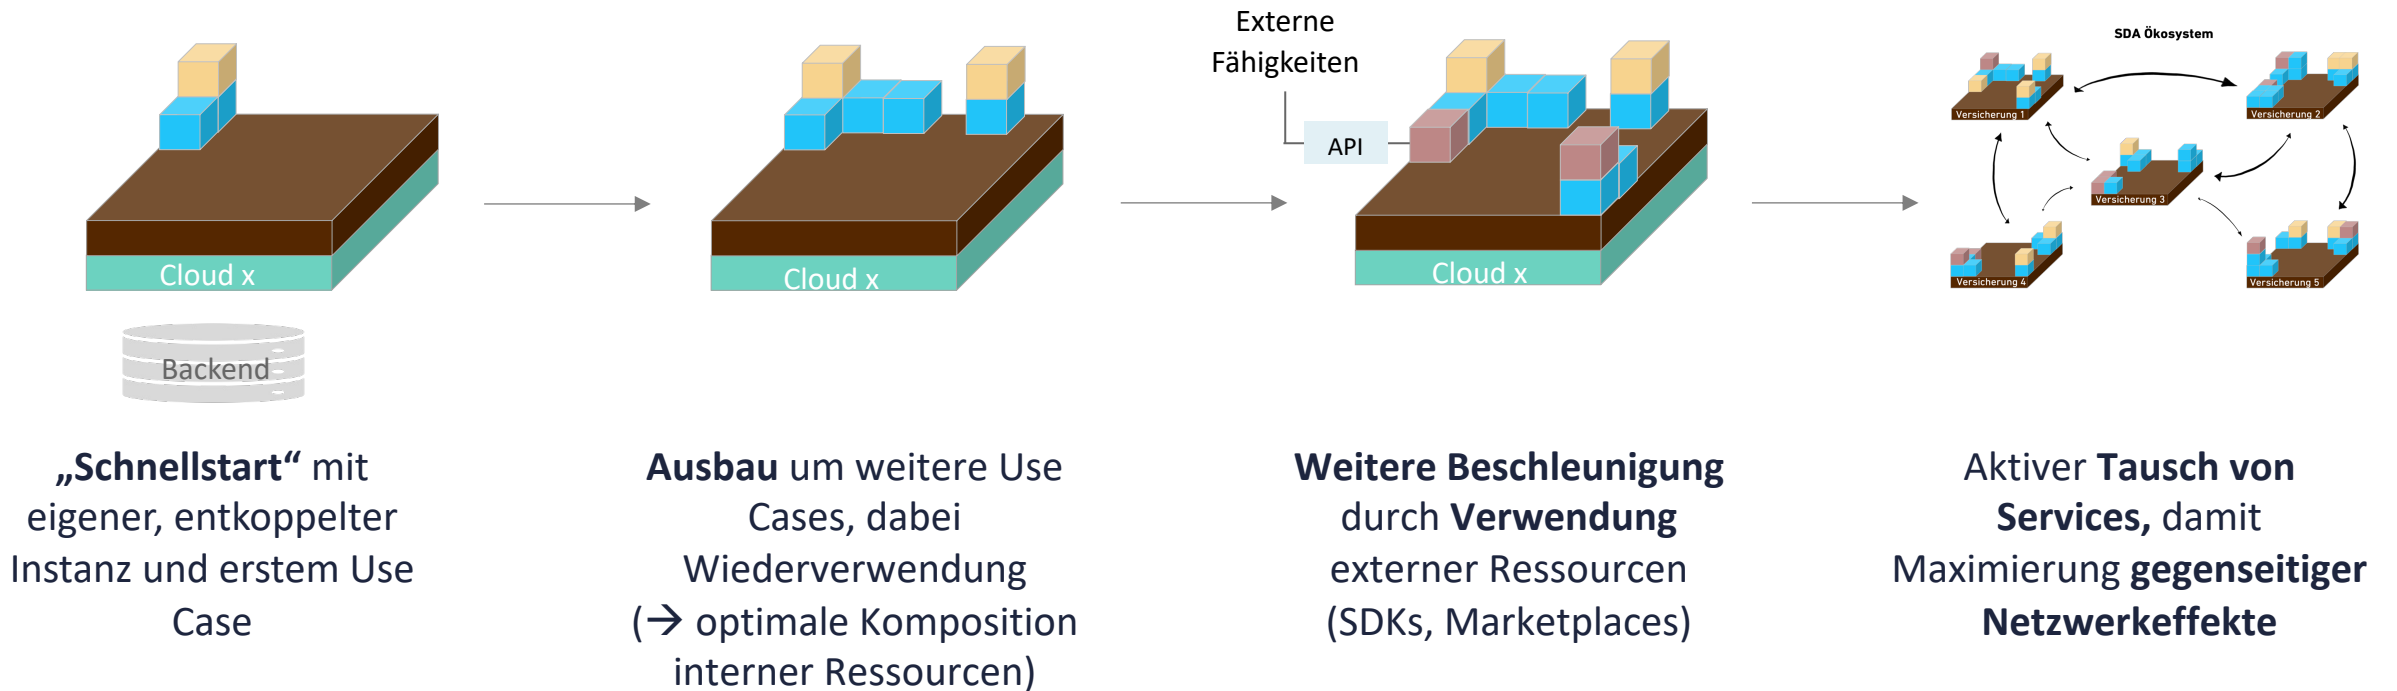 Cloud x
Backend
Cloud x
Externe
Fähigkeiten
API
Cloud x
SDA Ökosystem
Versicherung 1
Versicherung 2
Versicherung 3
Versicherung 4
Versicherung 5
„Schnellstart“ mit
eigener, entkoppelter
Instanz und erstem Use
Case
Ausbau um weitere Use
Cases, dabei
Wiederverwendung
(→ optimale Komposition
interner Ressourcen)
Weitere Beschleunigung
durch Verwendung
externer Ressourcen
(SDKs, Marketplaces)
Aktiver Tausch von
Services, damit
Maximierung gegenseitiger
Netzwerkeffekte